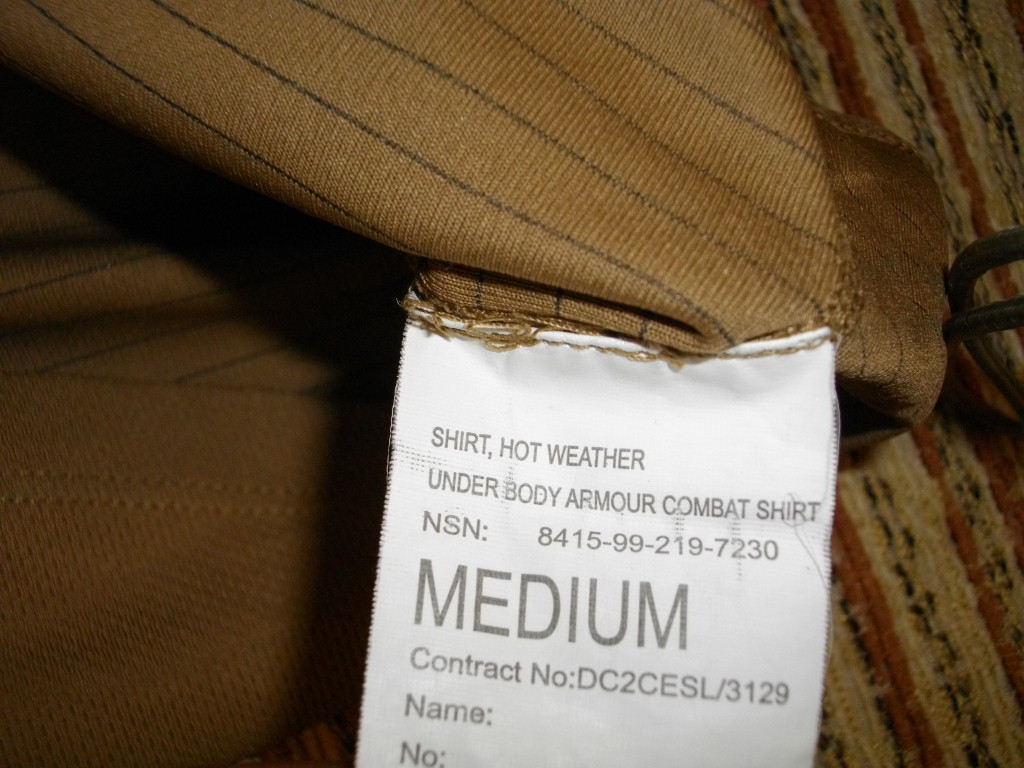 SHIRT, HOT WEATHER
UNDER BODY ARMOUR COMBAT SHIRT
NSN: 8415-99-219-7230
MEDIUM
Contract No:DC2CESL/3129
Name:
No: